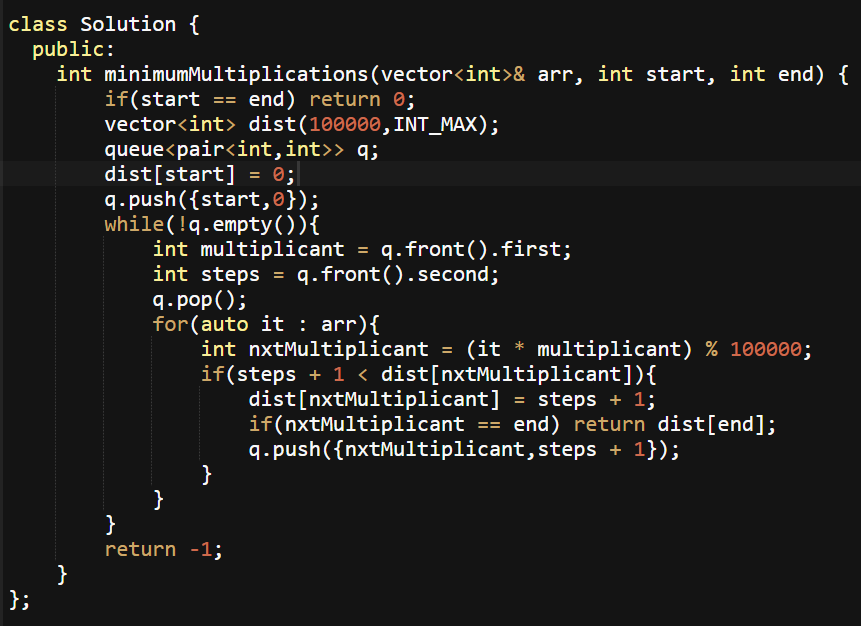 class Solution {
  public:
    int minimumMultiplications(vector<int>& arr, int start, int end) {
        if(start == end) return 0;
        vector<int> dist(100000,INT_MAX);
        queue<pair<int,int>> q;
        dist[start] = 0;
        q.push({start,0});
        while(!q.empty()){
            int multiplicant = q.front().first;
            int steps = q.front().second;
            q.pop();
            for(auto it : arr){
                int nxtMultiplicant = (it * multiplicant) % 100000;
                if(steps + 1 < dist[nxtMultiplicant]){
                    dist[nxtMultiplicant] = steps + 1;
                    if(nxtMultiplicant == end) return dist[end];
                    q.push({nxtMultiplicant,steps + 1});
                }
            }
        }
        return -1;
    }
};